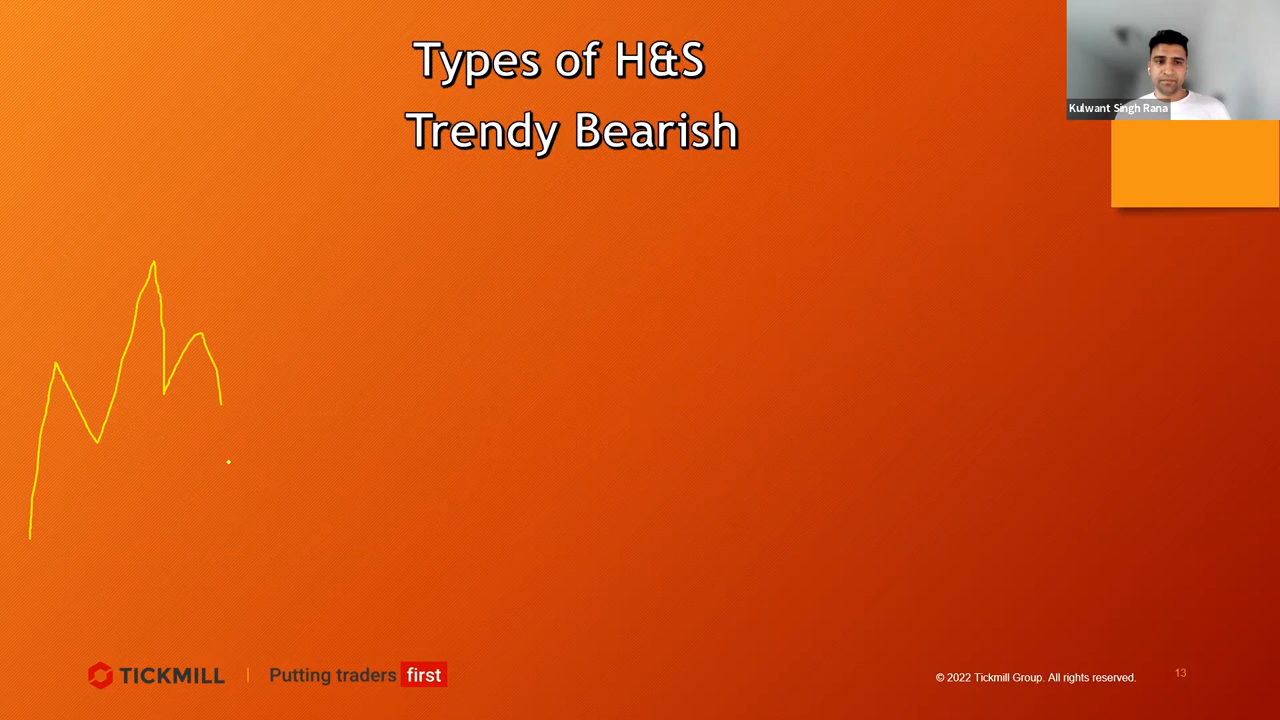 Types of H&S
Trendy Bearish
Kulwant Singh Rana
TICKMILL | Putting traders first
© 2022 Tickmill Group. All rights reserved.
13